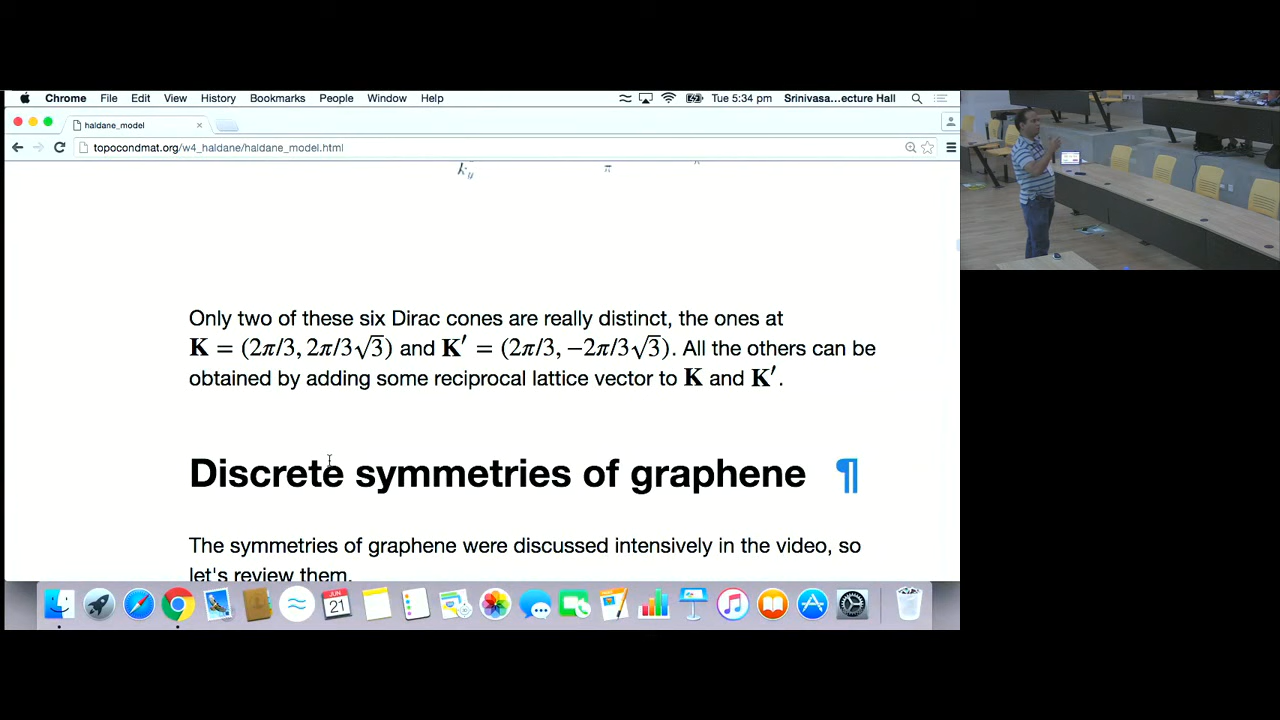 Chrome File Edit View History Bookmarks People Window Help Tue 5:34 pm Srinivasa...ecture Hall
haldane_model
topocondmat.org/w4_haldane/haldane_model.html
k_y π
Only two of these six Dirac cones are really distinct, the ones at
K = (2π/3, 2π/3√3) and K′ = (2π/3, −2π/3√3). All the others can be
obtained by adding some reciprocal lattice vector to K and K′.
Discrete symmetries of graphene ¶
The symmetries of graphene were discussed intensively in the video, so
let's review them.
JUN
21